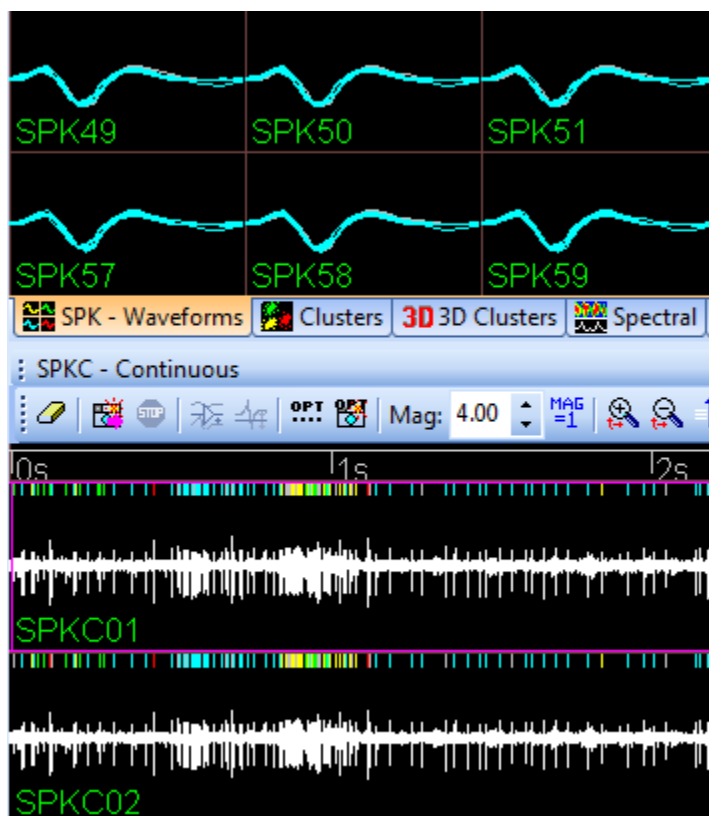 SPK49 SPK50 SPK51
SPK57 SPK58 SPK59
SPK - Waveforms Clusters 3D 3D Clusters Spectral
SPKC - Continuous
STOP OPT OPT Mag: 4.00 MAG =1
0s 1s 2s
SPKC01
SPKC02